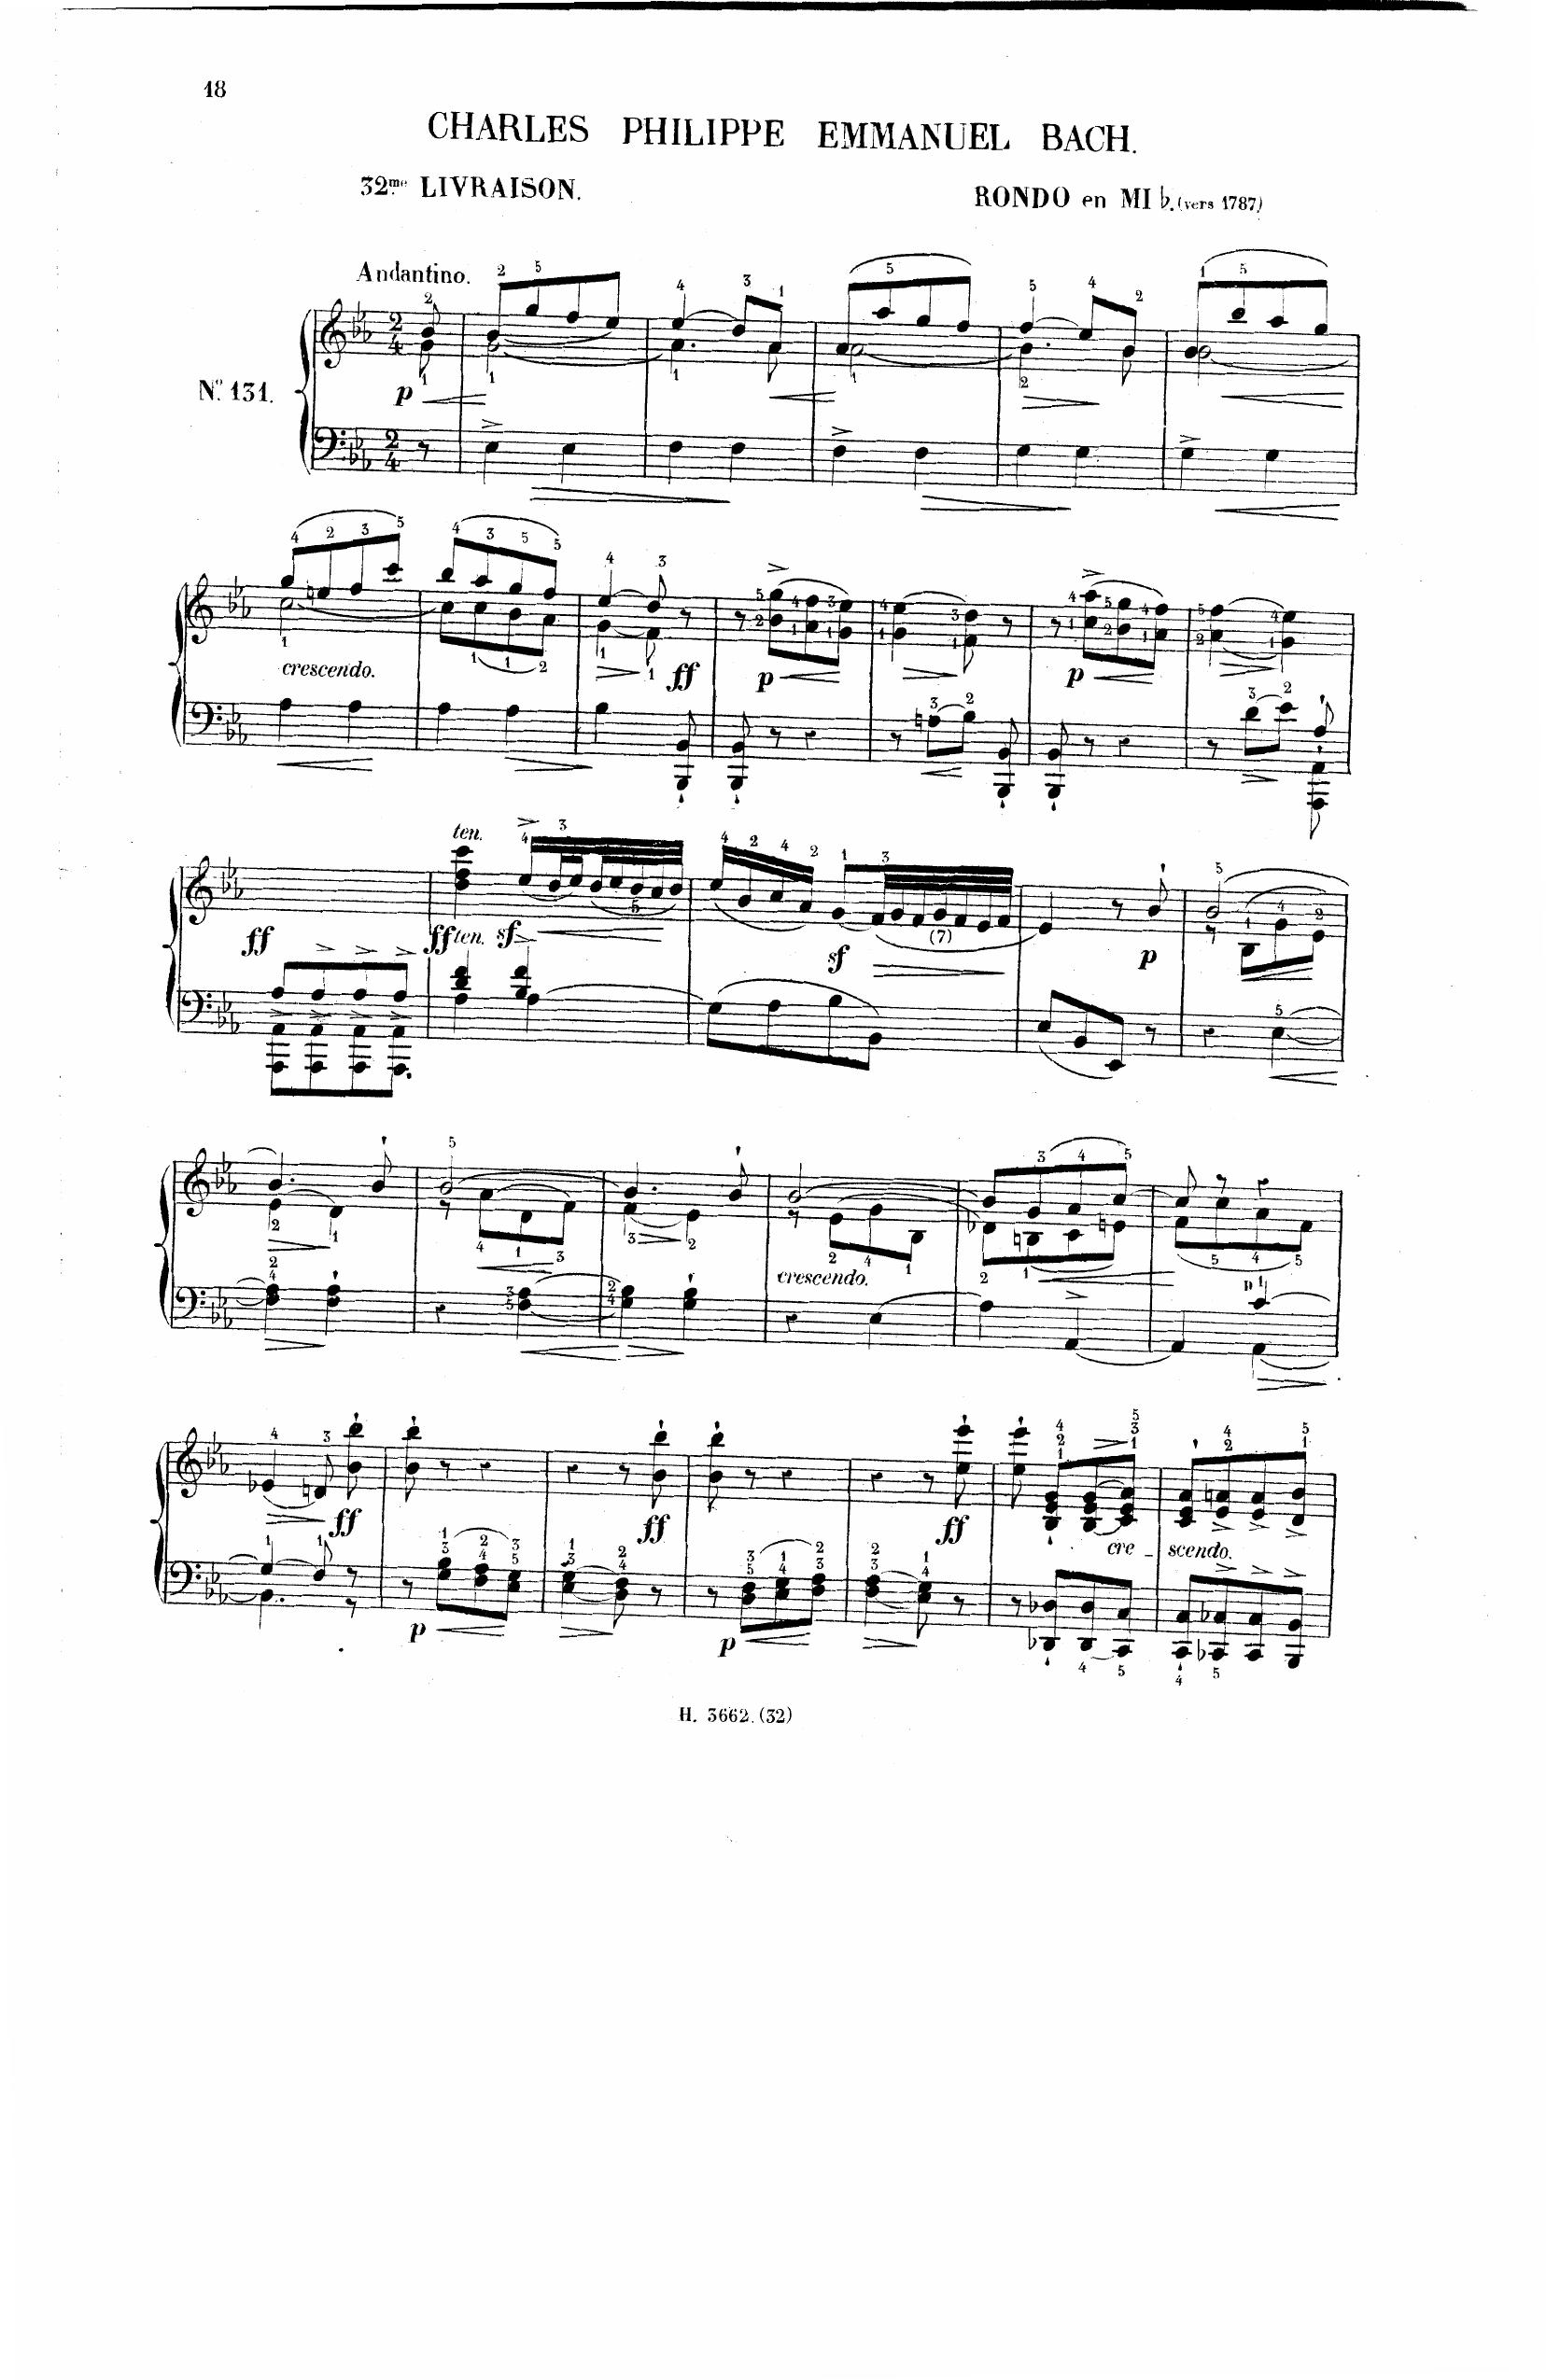 18
CHARLES PHILIPPE EMMANUEL BACH.
32me LIVRAISON.
RONDO en MI ♭. (vers 1787)
Andantino.
Nº 131.
p
crescendo.
ff
p
p
ff
ten.
ff ten. sf
sf
(7)
p
crescendo.
ff
ff
ff
cre - scendo.
p
p
H. 3662. (32)